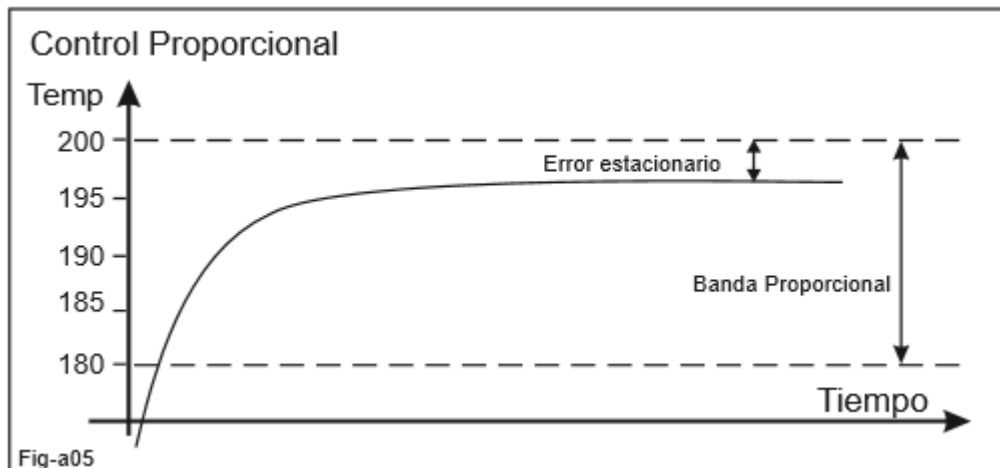 Control Proporcional
Temp
200
Error estacionario
195
190
Banda Proporcional
185
180
Tiempo
Fig-a05